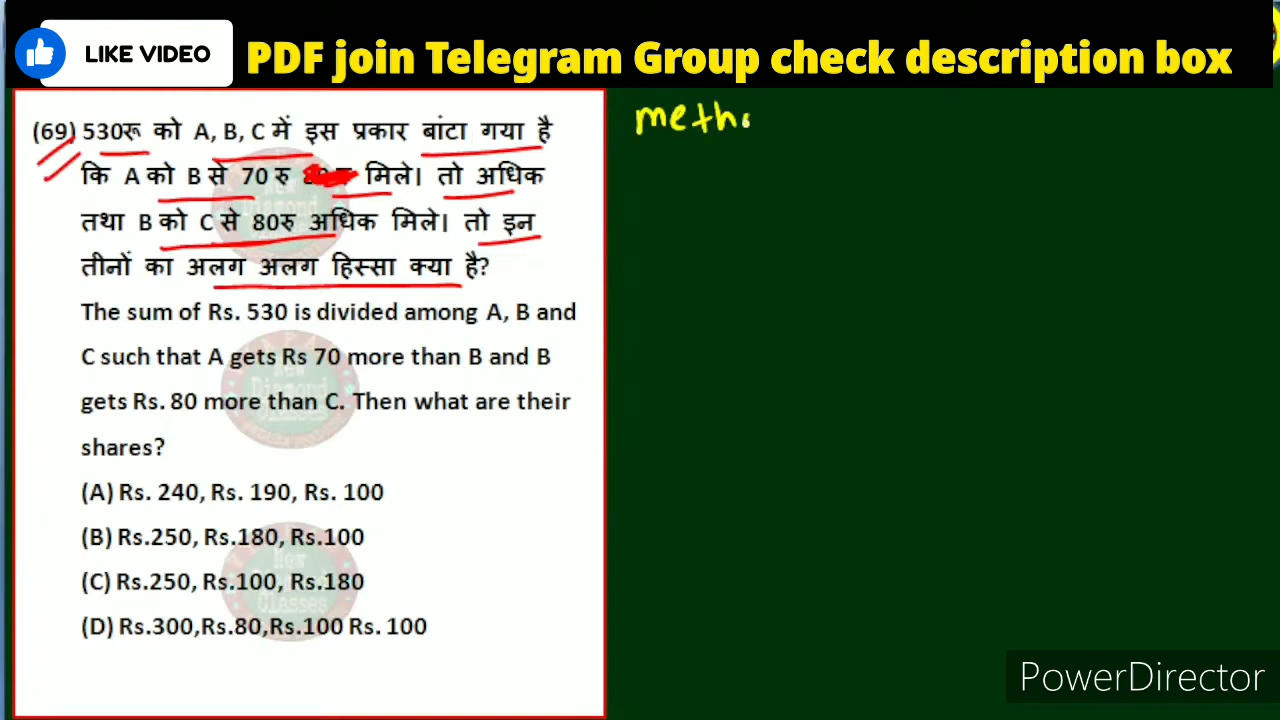 LIKE VIDEO
PDF join Telegram Group check description box
(69) 530रू को A, B, C में इस प्रकार बांटा गया है
कि A को B से 70 रु मिले। तो अधिक
तथा B को C से 80रु अधिक मिले। तो इन
तीनों का अलग अलग हिस्सा क्या है?
The sum of Rs. 530 is divided among A, B and
C such that A gets Rs 70 more than B and B
gets Rs. 80 more than C. Then what are their
shares?
(A) Rs. 240, Rs. 190, Rs. 100
(B) Rs.250, Rs.180, Rs.100
(C) Rs.250, Rs.100, Rs.180
(D) Rs.300,Rs.80,Rs.100 Rs. 100
metho
New
Diamond
Classes
PowerDirector